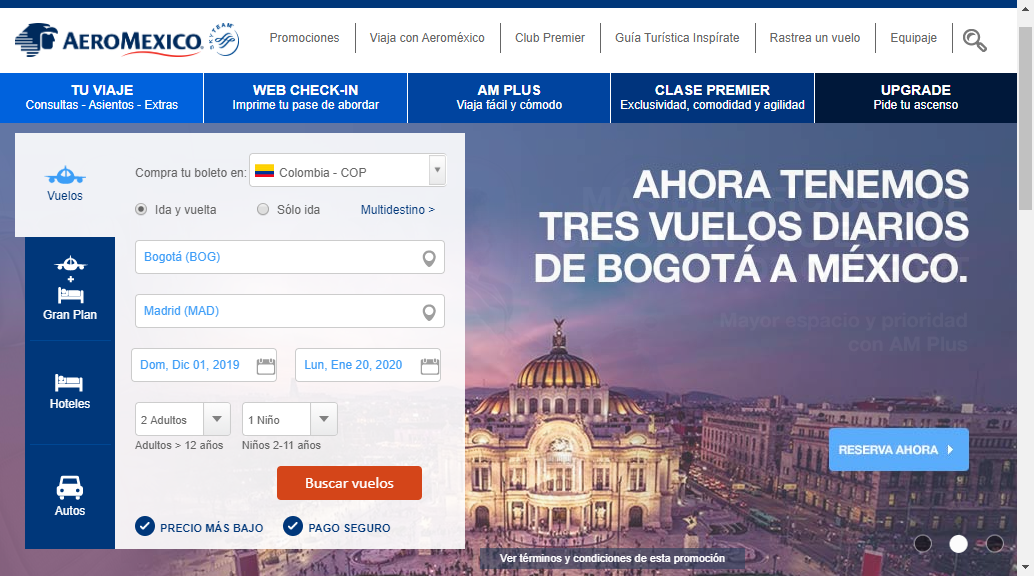 AEROMEXICO
SKYTEAM
Promociones
Viaja con Aeroméxico
Club Premier
Guía Turística Inspírate
Rastrea un vuelo
Equipaje
TU VIAJE
Consultas - Asientos - Extras
WEB CHECK-IN
Imprime tu pase de abordar
AM PLUS
Viaja fácil y cómodo
CLASE PREMIER
Exclusividad, comodidad y agilidad
UPGRADE
Pide tu ascenso
Vuelos
+
Gran Plan
Hoteles
Autos
Compra tu boleto en:
Colombia - COP
Ida y vuelta
Sólo ida
Multidestino >
Bogotá (BOG)
Madrid (MAD)
Dom, Dic 01, 2019
Lun, Ene 20, 2020
2 Adultos
1 Niño
Adultos > 12 años
Niños 2-11 años
Buscar vuelos
PRECIO MÁS BAJO
PAGO SEGURO
AHORA TENEMOS
TRES VUELOS DIARIOS
DE BOGOTÁ A MÉXICO.
Mayor espacio y prioridad
con AM Plus
RESERVA AHORA
Ver términos y condiciones de esta promoción